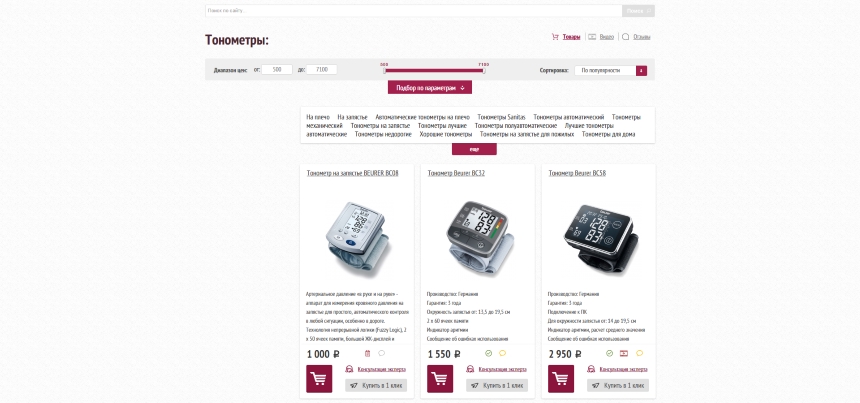 Поиск по сайту...
Поиск
Тонометры:
Товары Видео Отзывы
Диапазон цен: от: 500 до: 7100
500 7100
Сортировка: По популярности
Подбор по параметрам
На плечо На запястье Автоматические тонометры на плечо Тонометры Sanitas Тонометры автоматический Тонометры
механический Тонометры на запястье Тонометры лучшие Тонометры полуавтоматические Лучшие тонометры
автоматические Тонометры недорогие Хорошие тонометры Тонометры на запястье для пожилых Тонометры для дома
еще
Тонометр на запястье BEURER BC08
Артериальное давление «в руке и на руке» -
аппарат для измерения кровяного давления на
запястье для простого, автоматического контроля
в любой ситуации, особенно в дороге.
Технология непрерывной логики (Fuzzy Logic), 2
x 50 ячеек памяти, большой ЖК дисплей и
1 000 ₽
Консультация эксперта
Купить в 1 клик
Тонометр Beurer BC32
Производство: Германия
Гарантия: 3 года
Окружность запястья от: 13,5 до 19,5 см
2 x 60 ячеек памяти
Индикатор аритмии
Сообщение об ошибках использования
1 550 ₽
Консультация эксперта
Купить в 1 клик
Тонометр Beurer BC58
Производство: Германия
Гарантия: 3 года
Подключение к ПК
Для окружности запястья от: 14 до 19,5 см
Индикатор аритмии, расчет среднего значения
Сообщение об ошибках использования
2 950 ₽
Консультация эксперта
Купить в 1 клик